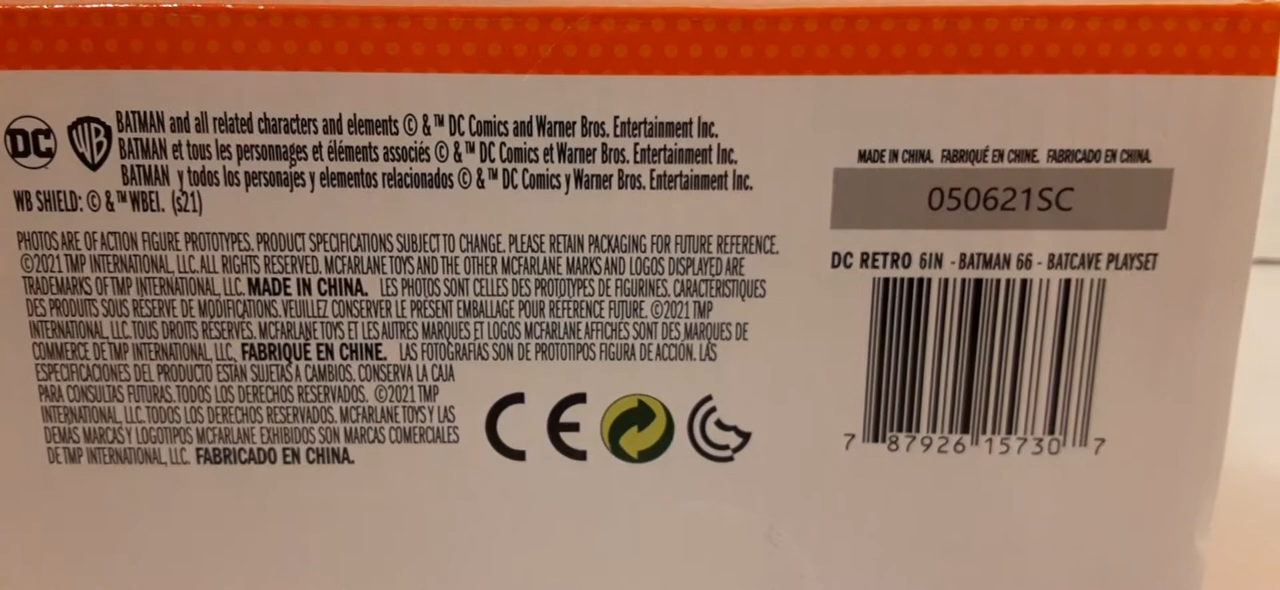 DC WB BATMAN and all related characters and elements © & ™ DC Comics and Warner Bros. Entertainment Inc.
BATMAN et tous les personnages et éléments associés © & ™ DC Comics et Warner Bros. Entertainment Inc.
BATMAN y todos los personajes y elementos relacionados © & ™ DC Comics y Warner Bros. Entertainment Inc.
WB SHIELD: © & ™ WBEI. (s21)
PHOTOS ARE OF ACTION FIGURE PROTOTYPES. PRODUCT SPECIFICATIONS SUBJECT TO CHANGE. PLEASE RETAIN PACKAGING FOR FUTURE REFERENCE.
©2021 TMP INTERNATIONAL, LLC. ALL RIGHTS RESERVED. MCFARLANE TOYS AND THE OTHER MCFARLANE MARKS AND LOGOS DISPLAYED ARE
TRADEMARKS OF TMP INTERNATIONAL, LLC. MADE IN CHINA. LES PHOTOS SONT CELLES DES PROTOTYPES DE FIGURINES. CARACTERISTIQUES
DES PRODUITS SOUS RESERVE DE MODIFICATIONS. VEUILLEZ CONSERVER LE PRESENT EMBALLAGE POUR REFERENCE FUTURE. ©2021 TMP
INTERNATIONAL, LLC. TOUS DROITS RESERVES. MCFARLANE TOYS ET LES AUTRES MARQUES ET LOGOS MCFARLANE AFFICHES SONT DES MARQUES DE
COMMERCE DE TMP INTERNATIONAL, LLC, FABRIQUÉ EN CHINE. LAS FOTOGRAFIAS SON DE PROTOTIPOS FIGURA DE ACCIÓN. LAS
ESPECIFICACIONES DEL PRODUCTO ESTAN SUJETAS A CAMBIOS. CONSERVA LA CAJA
PARA CONSULTAS FUTURAS. TODOS LOS DERECHOS RESERVADOS. ©2021 TMP
INTERNATIONAL, LLC. TODOS LOS DERECHOS RESERVADOS. MCFARLANE TOYS Y LAS
DEMÁS MARCAS Y LOGOTIPOS MCFARLANE EXHIBIDOS SON MARCAS COMERCIALES
DE TMP INTERNATIONAL, LLC. FABRICADO EN CHINA.
CE
MADE IN CHINA. FABRIQUÉ EN CHINE. FABRICADO EN CHINA.
050621SC
DC RETRO 6IN - BATMAN 66 - BATCAVE PLAYSET
7 87926 15730 7